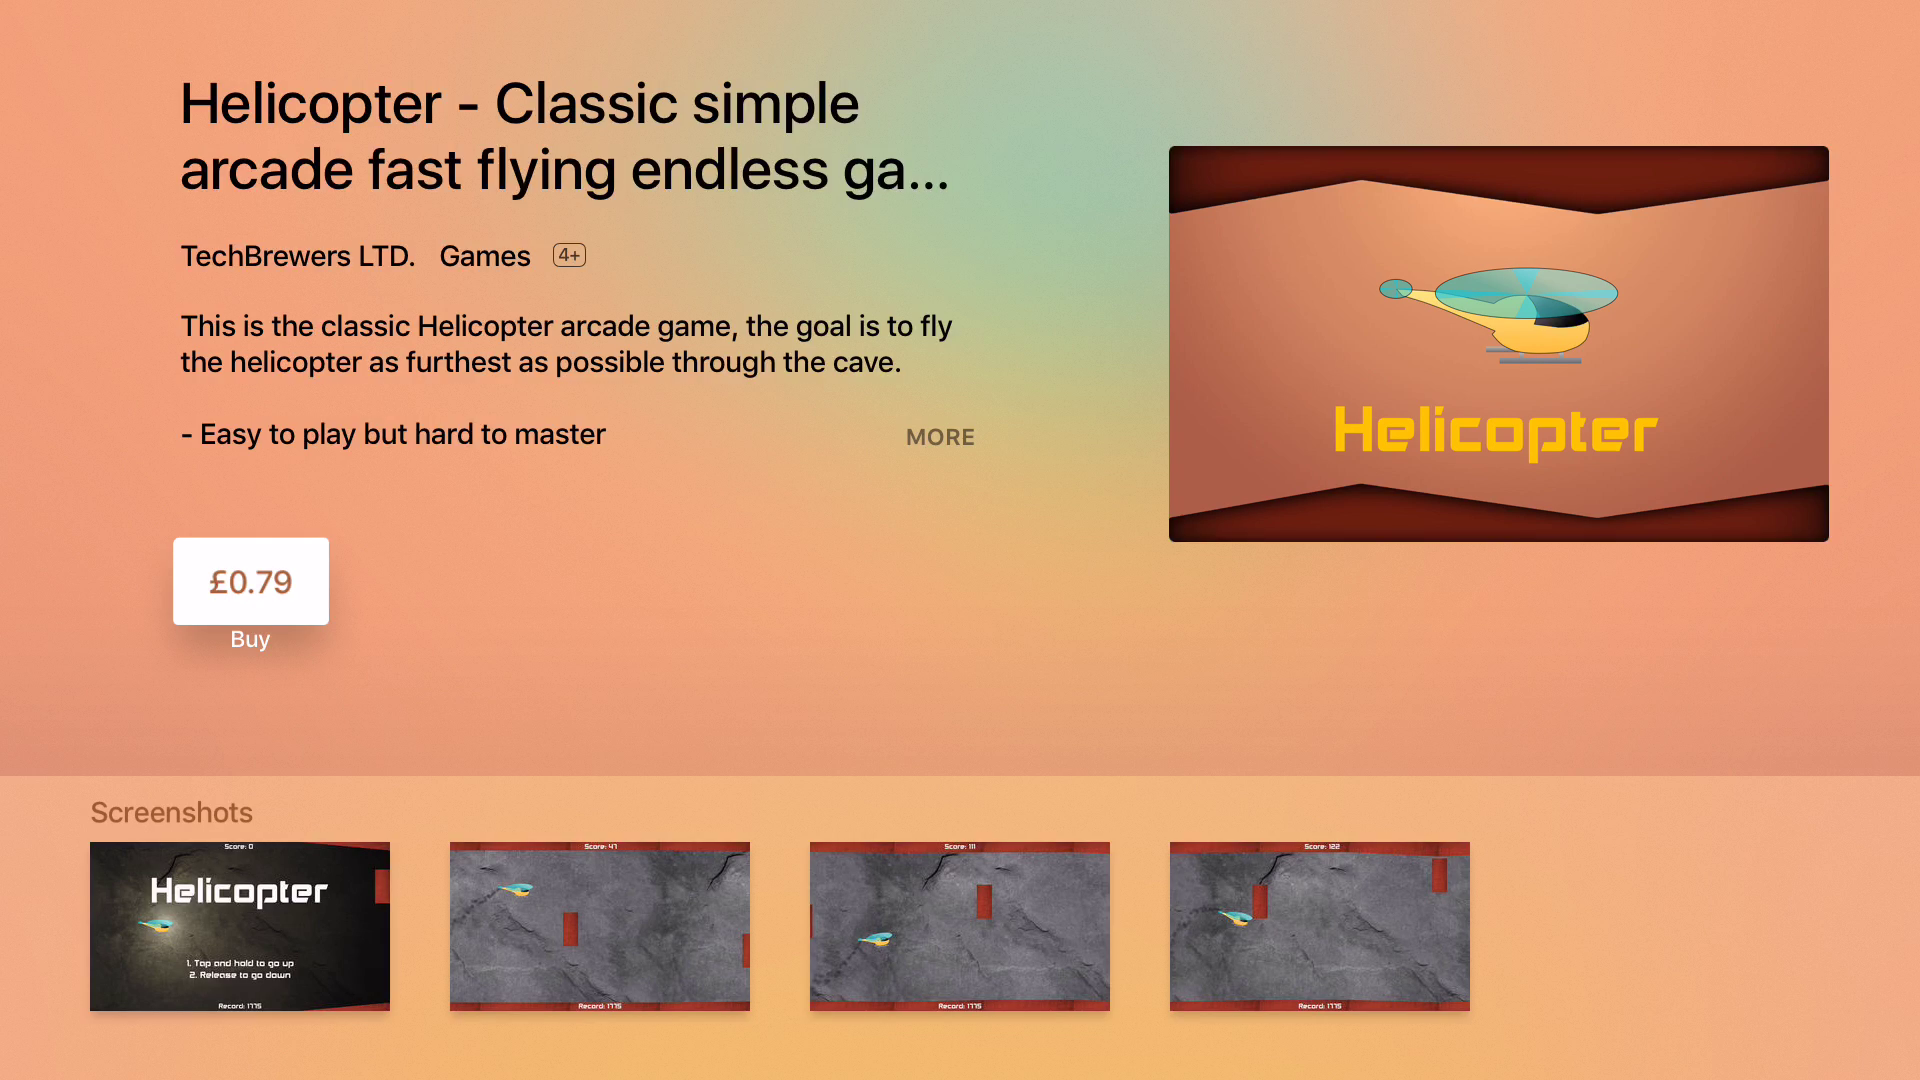 Helicopter - Classic simple
arcade fast flying endless ga...
TechBrewers LTD. Games 4+
This is the classic Helicopter arcade game, the goal is to fly
the helicopter as furthest as possible through the cave.
- Easy to play but hard to master
MORE
£0.79
Buy
Helicopter
Screenshots
Score: 0
Helicopter
1. Tap and hold to go up
2. Release to go down
Record: 1775
Score: 47
Record: 1775
Score: 111
Record: 1775
Score: 122
Record: 1775